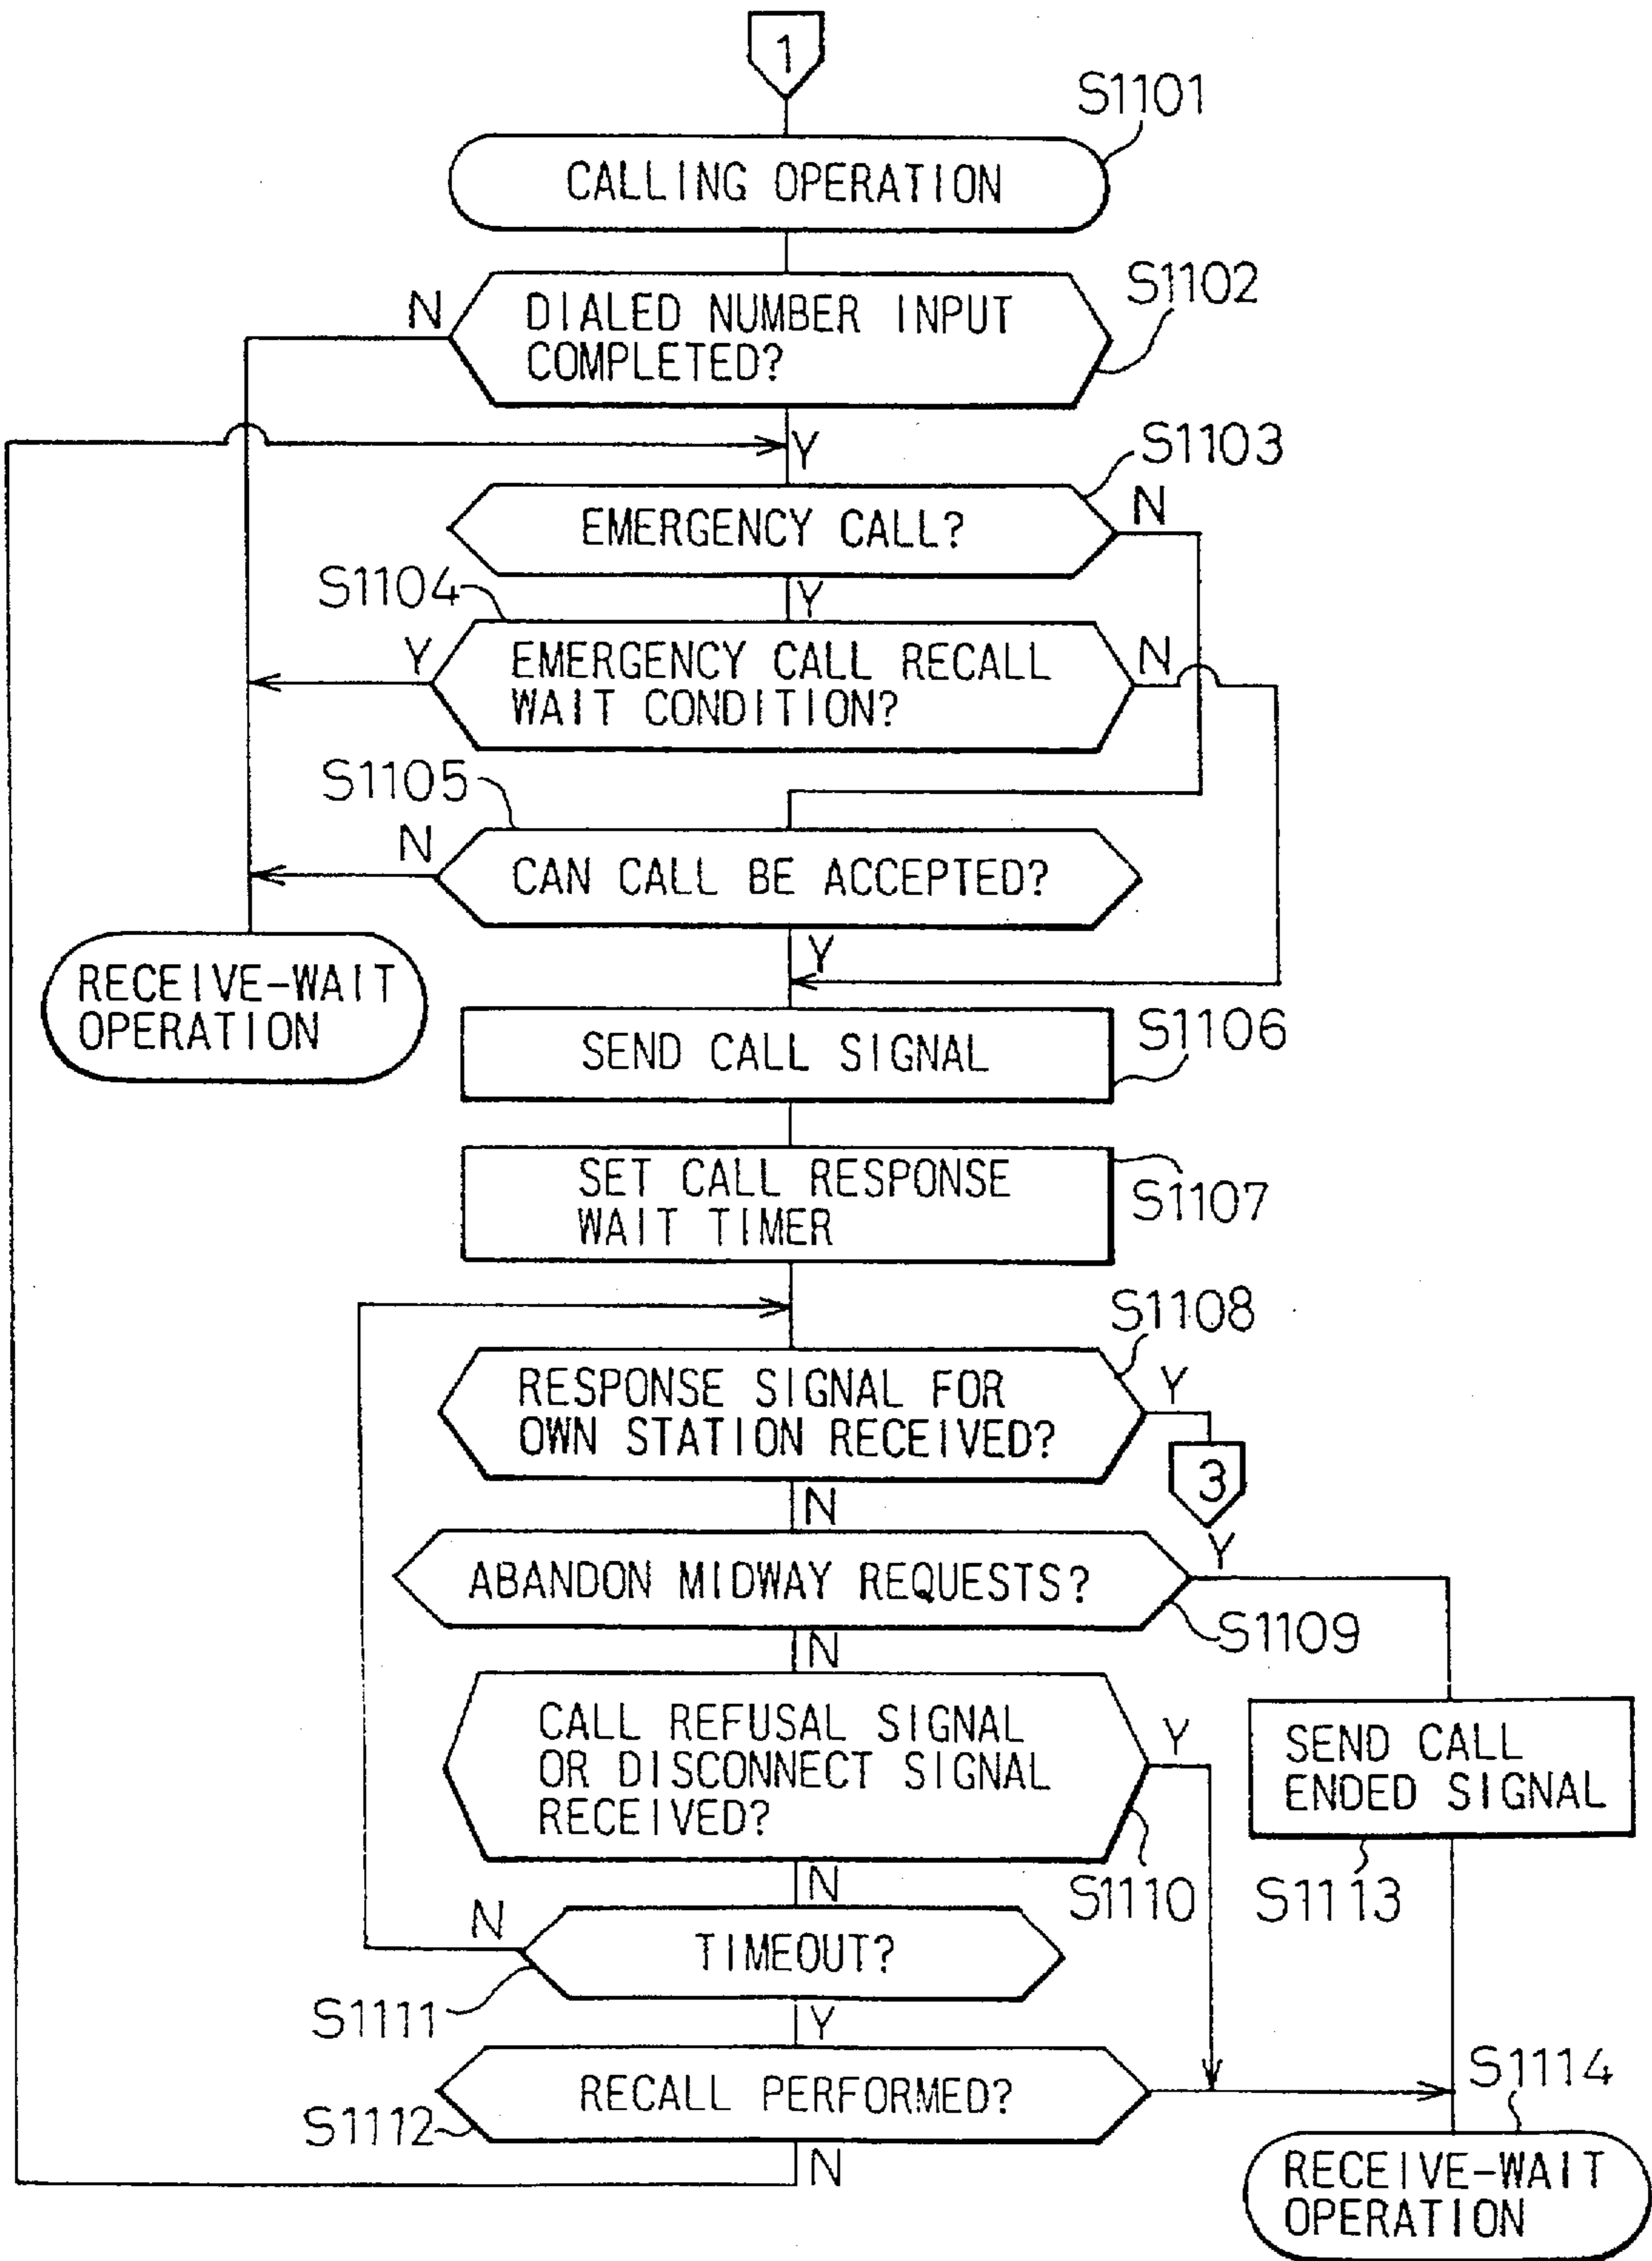 1
S1101
CALLING OPERATION
S1102
N
DIALED NUMBER INPUT
COMPLETED?
Y
S1103
EMERGENCY CALL?
N
S1104
Y
Y
EMERGENCY CALL RECALL
WAIT CONDITION?
N
S1105
N
CAN CALL BE ACCEPTED?
Y
RECEIVE-WAIT
OPERATION
SEND CALL SIGNAL
S1106
SET CALL RESPONSE
WAIT TIMER
S1107
S1108
RESPONSE SIGNAL FOR
OWN STATION RECEIVED?
Y
3
N
Y
ABANDON MIDWAY REQUESTS?
S1109
N
CALL REFUSAL SIGNAL
OR DISCONNECT SIGNAL
RECEIVED?
Y
SEND CALL
ENDED SIGNAL
S1110
S1113
N
N
TIMEOUT?
S1111
Y
RECALL PERFORMED?
S1112
S1114
N
RECEIVE-WAIT
OPERATION